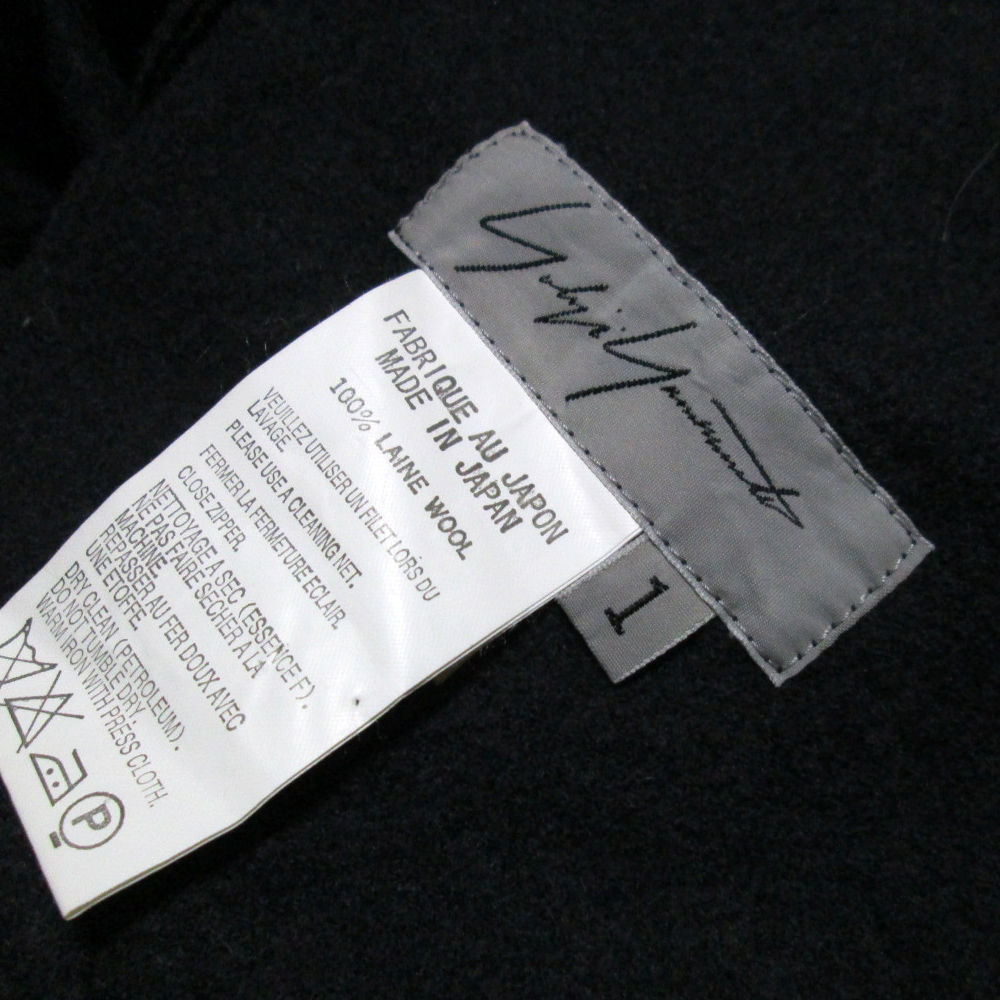 Yohji Yamamoto
1
FABRIQUE AU JAPON
MADE IN JAPAN
100% LAINE WOOL
VEUILLEZ UTILISER UN FILET LORS DU
LAVAGE.
PLEASE USE A CLEANING NET.
FERMER LA FERMETURE ECLAIR.
CLOSE ZIPPER.
NETTOYAGE A SEC (ESSENCE F).
NE PAS FAIRE SECHER A LA
MACHINE.
REPASSER AU FER DOUX AVEC
UNE ETOFFE.
DRY CLEAN (PETROLEUM).
DO NOT TUMBLE DRY.
WARM IRON WITH PRESS CLOTH.
P